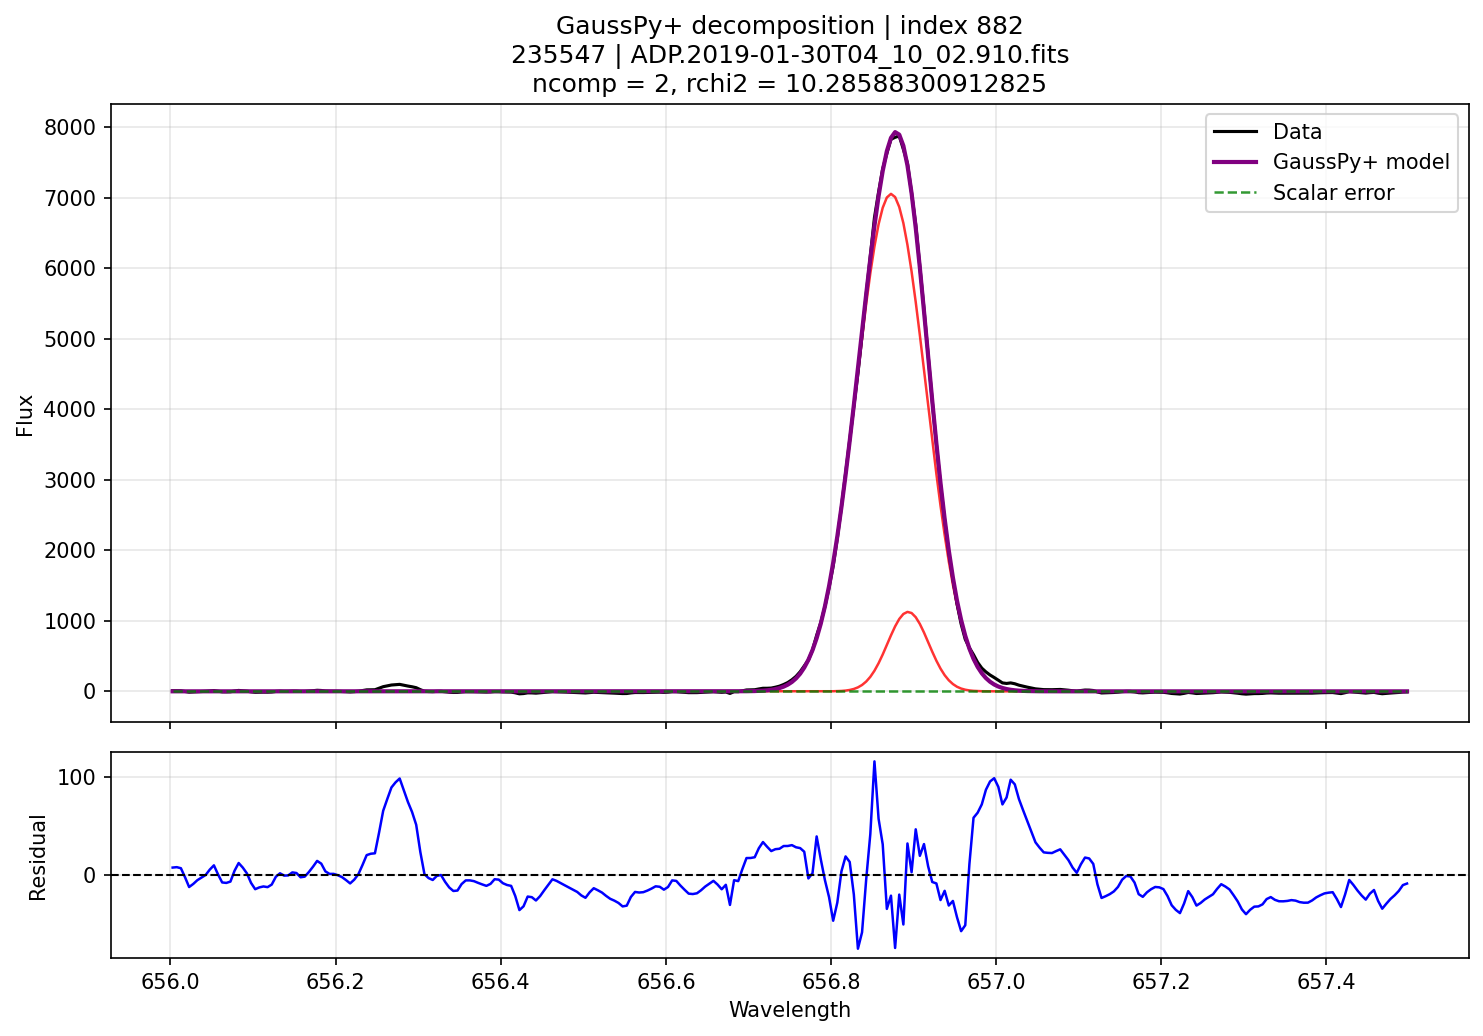 GaussPy+ decomposition | index 882
235547 | ADP.2019-01-30T04_10_02.910.fits
ncomp = 2, rchi2 = 10.28588300912825
Data
GaussPy+ model
Scalar error
8000
7000
6000
5000
4000
3000
2000
1000
0
Flux
100
0
Residual
656.0 656.2 656.4 656.6 656.8 657.0 657.2 657.4
Wavelength